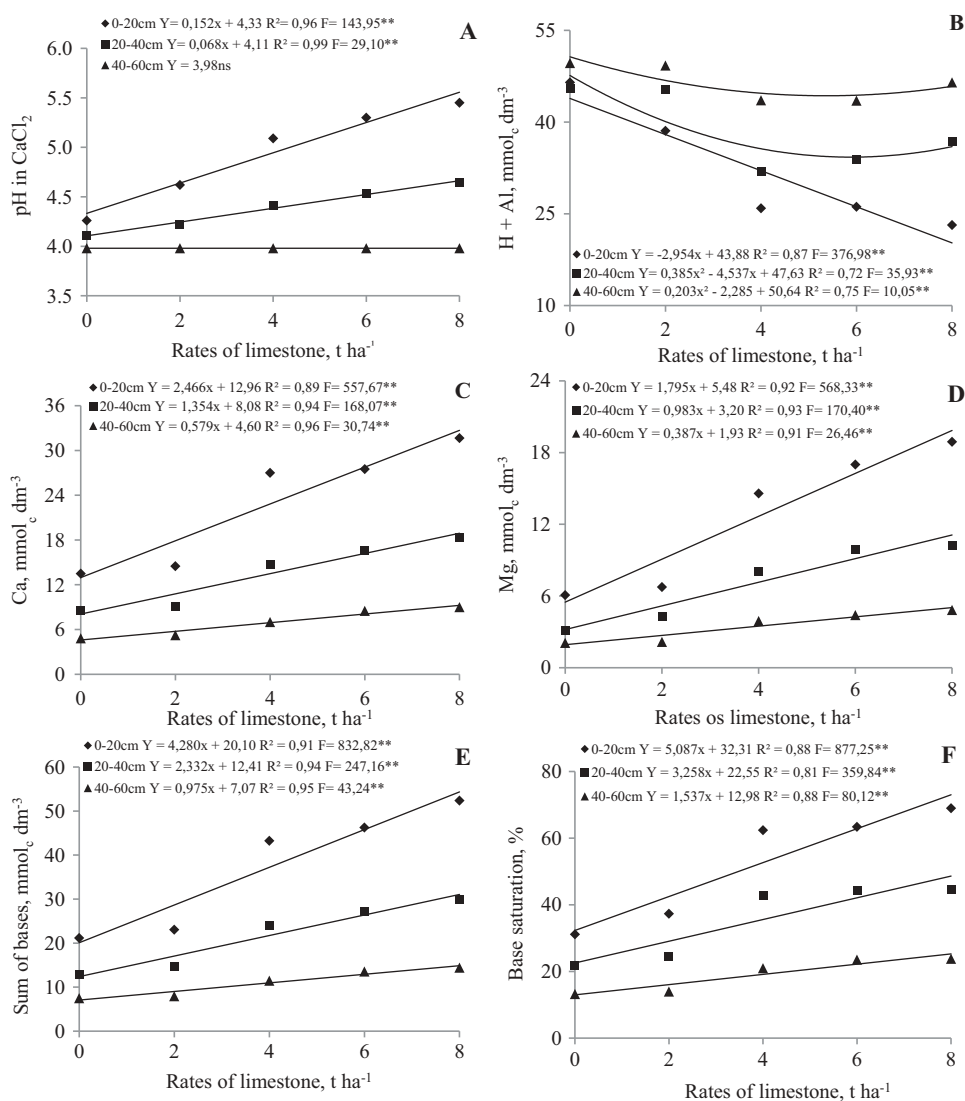 0-20cm Y= 0,152x + 4,33 R²= 0,96 F= 143,95**
20-40cm Y= 0,068x + 4,11 R² = 0,99 F= 29,10**
40-60cm Y = 3,98ns
A
6.0
5.5
5.0
4.5
4.0
3.5
pH in CaCl₂
0 2 4 6 8
Rates of limestone, t ha⁻¹
B
55
40
25
10
H + Al, mmol_c dm⁻³
0-20cm Y = -2,954x + 43,88 R² = 0,87 F= 376,98**
20-40cm Y= 0,385x² - 4,537x + 47,63 R² = 0,72 F= 35,93**
40-60cm Y = 0,203x² - 2,285 + 50,64 R² = 0,75 F= 10,05**
0 2 4 6 8
Rates of limestone, t ha⁻¹
0-20cm Y = 2,466x + 12,96 R² = 0,89 F= 557,67**
20-40cm Y = 1,354x + 8,08 R² = 0,94 F= 168,07**
40-60cm Y = 0,579x + 4,60 R² = 0,96 F= 30,74**
C
36
30
24
18
12
6
0
Ca, mmol_c dm⁻³
0 2 4 6 8
Rates of limestone, t ha⁻¹
0-20cm Y = 1,795x + 5,48 R² = 0,92 F= 568,33**
20-40cm Y = 0,983x + 3,20 R² = 0,93 F= 170,40**
40-60cm Y = 0,387x + 1,93 R² = 0,91 F= 26,46**
D
24
18
12
6
0
Mg, mmol_c dm⁻³
0 2 4 6 8
Rates os limestone, t ha⁻¹
0-20cm Y = 4,280x + 20,10 R² = 0,91 F= 832,82**
20-40cm Y = 2,332x + 12,41 R² = 0,94 F= 247,16**
40-60cm Y = 0,975x + 7,07 R² = 0,95 F= 43,24**
E
60
50
40
30
20
10
0
Sum of bases, mmol_c dm⁻³
0 2 4 6 8
Rates of limestone, t ha⁻¹
0-20cm Y = 5,087x + 32,31 R² = 0,88 F= 877,25**
20-40cm Y = 3,258x + 22,55 R² = 0,81 F= 359,84**
40-60cm Y = 1,537x + 12,98 R² = 0,88 F= 80,12**
F
80
60
40
20
0
Base saturation, %
0 2 4 6 8
Rates of limestone, t ha⁻¹